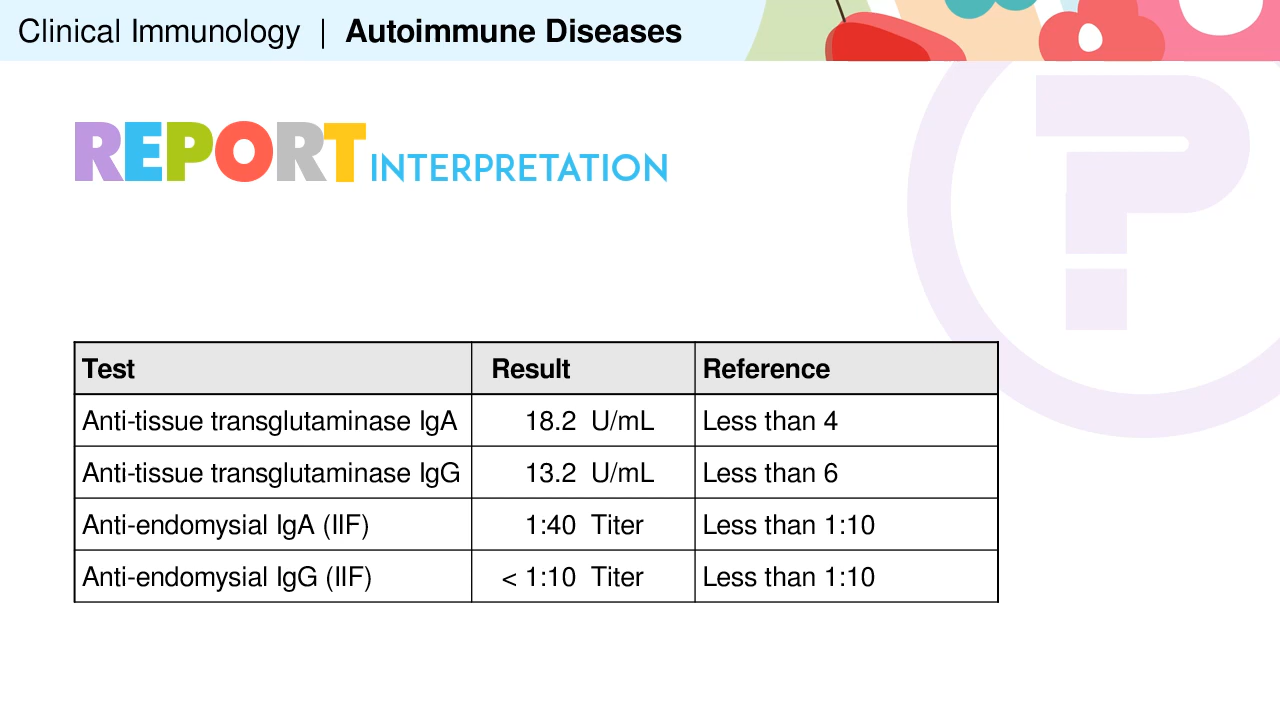 Clinical Immunology | Autoimmune Diseases
REPORT INTERPRETATION
Test Result Reference
Anti-tissue transglutaminase IgA 18.2 U/mL Less than 4
Anti-tissue transglutaminase IgG 13.2 U/mL Less than 6
Anti-endomysial IgA (IIF) 1:40 Titer Less than 1:10
Anti-endomysial IgG (IIF) < 1:10 Titer Less than 1:10